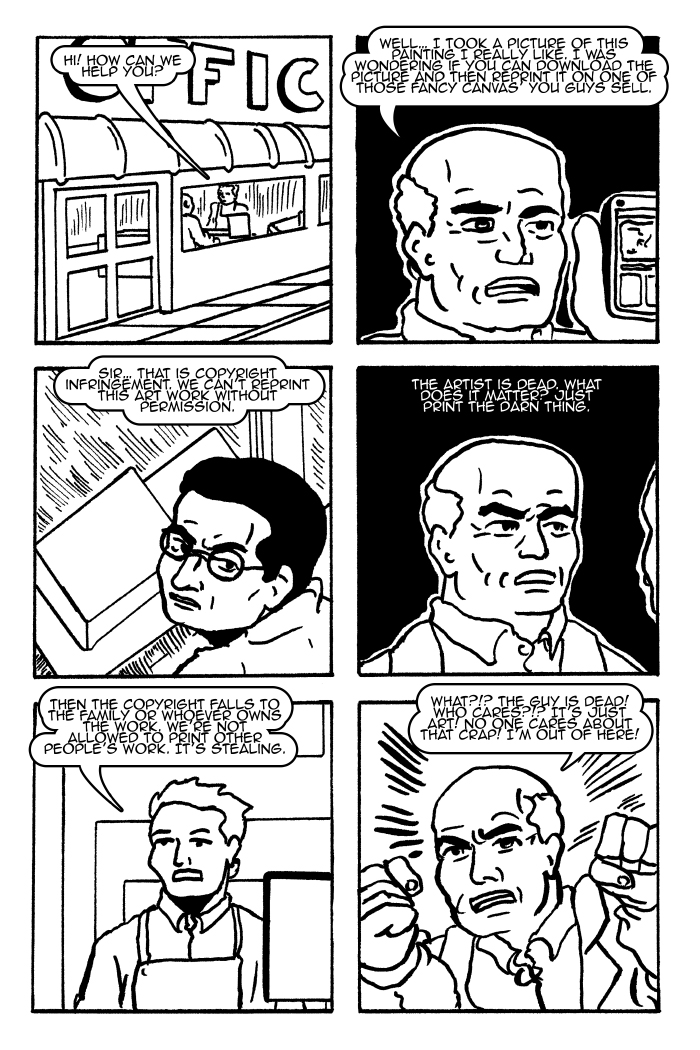 OFFIC
HI! HOW CAN WE
HELP YOU?
WELL... I TOOK A PICTURE OF THIS
PAINTING I REALLY LIKE. I WAS
WONDERING IF YOU CAN DOWNLOAD THE
PICTURE AND THEN REPRINT IT ON ONE OF
THOSE FANCY CANVAS' YOU GUYS SELL.
SIR... THAT IS COPYRIGHT
INFRINGEMENT. WE CAN'T REPRINT
THIS ART WORK WITHOUT
PERMISSION.
THE ARTIST IS DEAD. WHAT
DOES IT MATTER? JUST
PRINT THE DARN THING.
THEN THE COPYRIGHT FALLS TO
THE FAMILY OR WHOEVER OWNS
THE WORK. WE'RE NOT
ALLOWED TO PRINT OTHER
PEOPLE'S WORK. IT'S STEALING.
WHAT?!? THE GUY IS DEAD!
WHO CARES?!? IT'S JUST
ART! NO ONE CARES ABOUT
THAT CRAP! I'M OUT OF HERE!